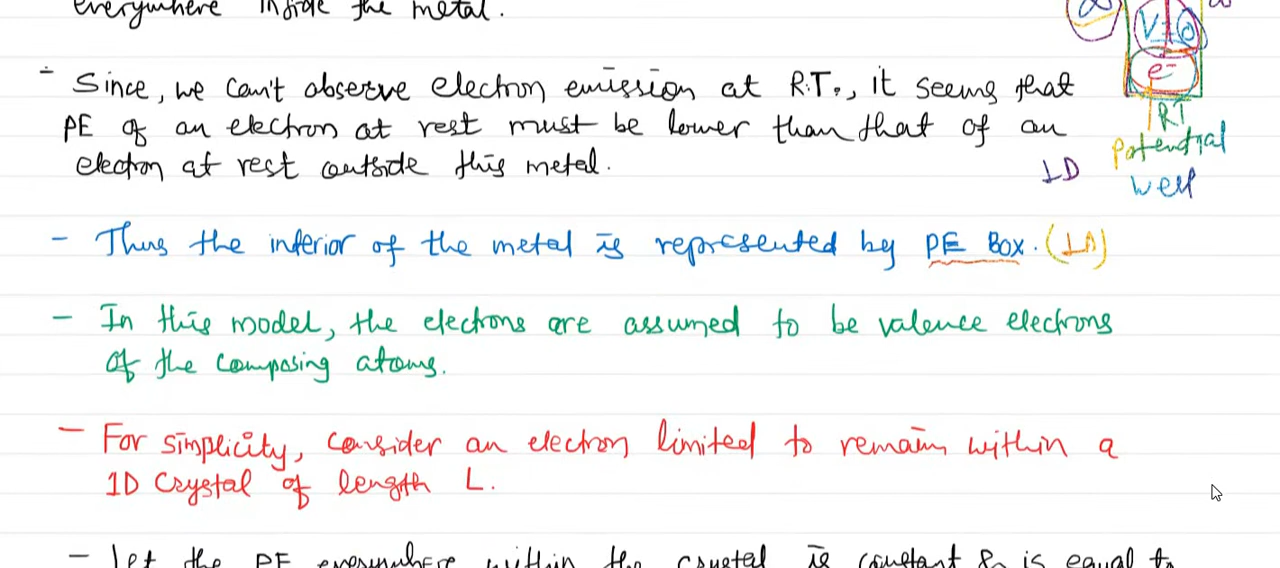 everywhere inside the metal.
∞
V=0
e⁻
- Since, we can't observe electron emission at R.T., it seems that
PE of an electron at rest must be lower than that of an
electron at rest outside this metal.
RT
Potential
well
1D
- Thus the interior of the metal is represented by PE Box. (1D)
- In this model, the electrons are assumed to be valence electrons
of the composing atoms.
- For simplicity, consider an electron limited to remain within a
1D Crystal of length L.
- Let the PE everywhere within the crystal is constant & is equal to